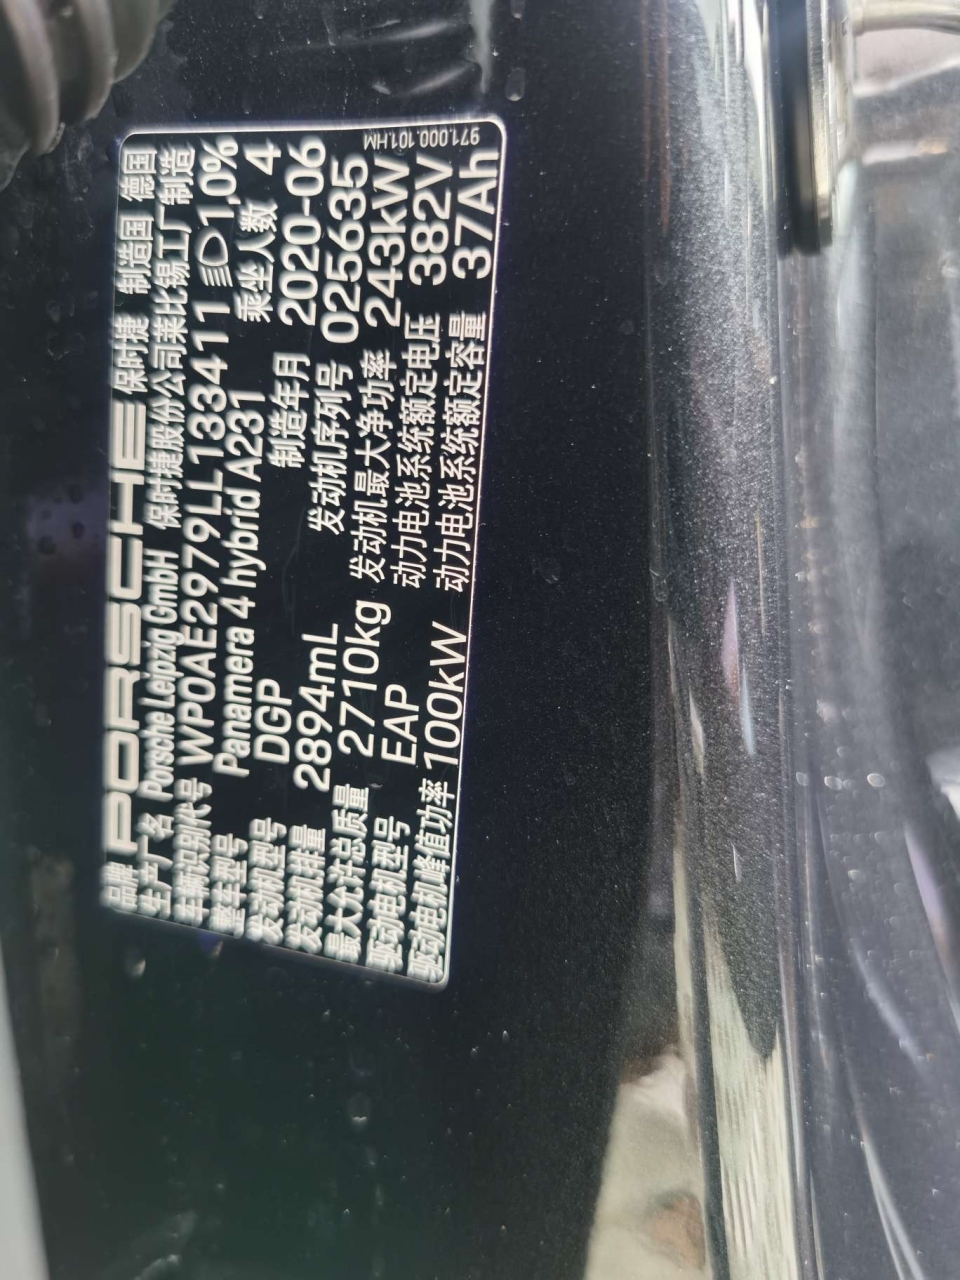 品牌 PORSCHE 保时捷 制造国 德国
生产厂名 Porsche Leipzig GmbH 保时捷股份公司莱比锡工厂制造
车辆识别代号 WP0AE2979LL133411 1,0%
整车型号 Panamera 4 hybrid A231 乘坐人数 4
发动机型号 DGP 制造年月 2020-06
发动机排量 2894mL 发动机序列号 025635
最大允许总质量 2710kg 发动机最大净功率 243kW
驱动电机型号 EAP 动力电池系统额定电压 382V
驱动电机峰值功率 100kW 动力电池系统额定容量 37Ah
971.000.101.HM